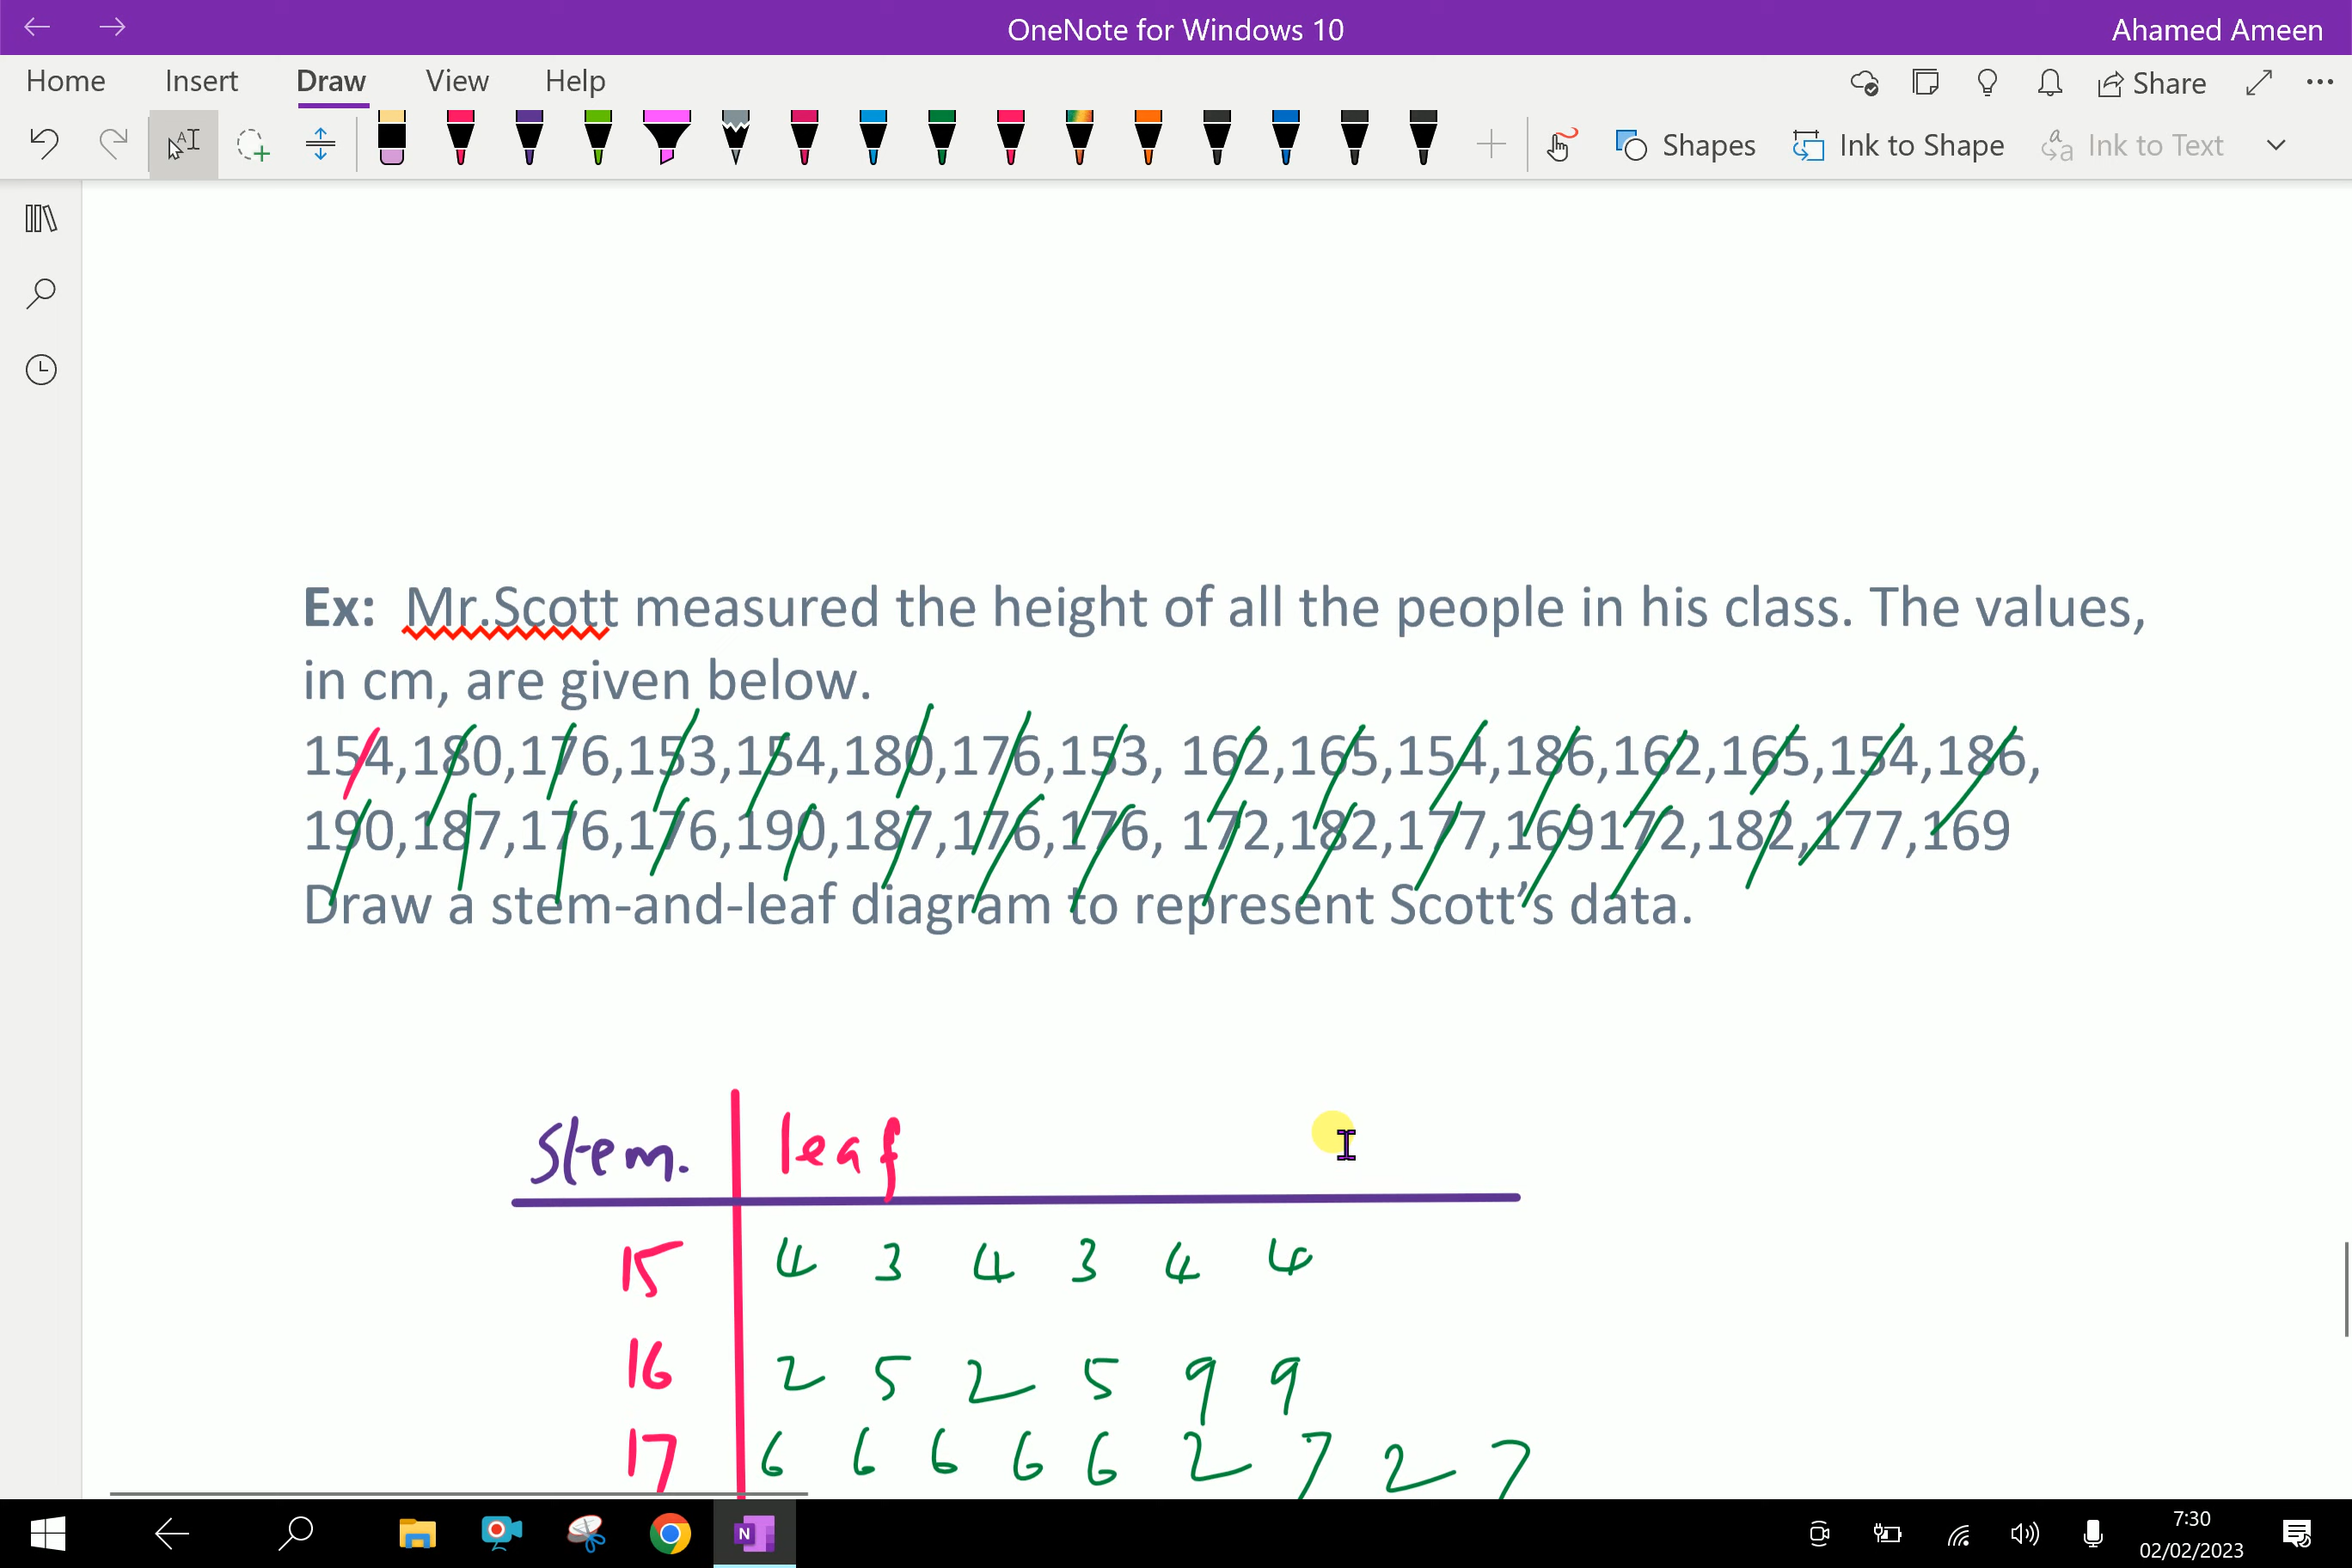 OneNote for Windows 10
Ahamed Ameen
Home Insert Draw View Help
Share
Shapes Ink to Shape Ink to Text
Ex: Mr.Scott measured the height of all the people in his class. The values,
in cm, are given below.
154,180,176,153,154,180,176,153, 162,165,154,186,162,165,154,186,
190,187,176,176,190,187,176,176, 172,182,177,169172,182,177,169
Draw a stem-and-leaf diagram to represent Scott's data.
Stem. leaf
15 4 3 4 3 4 4
16 2 5 2 5 9 9
17 6 6 6 6 6 2 7 2 7
7:30
02/02/2023